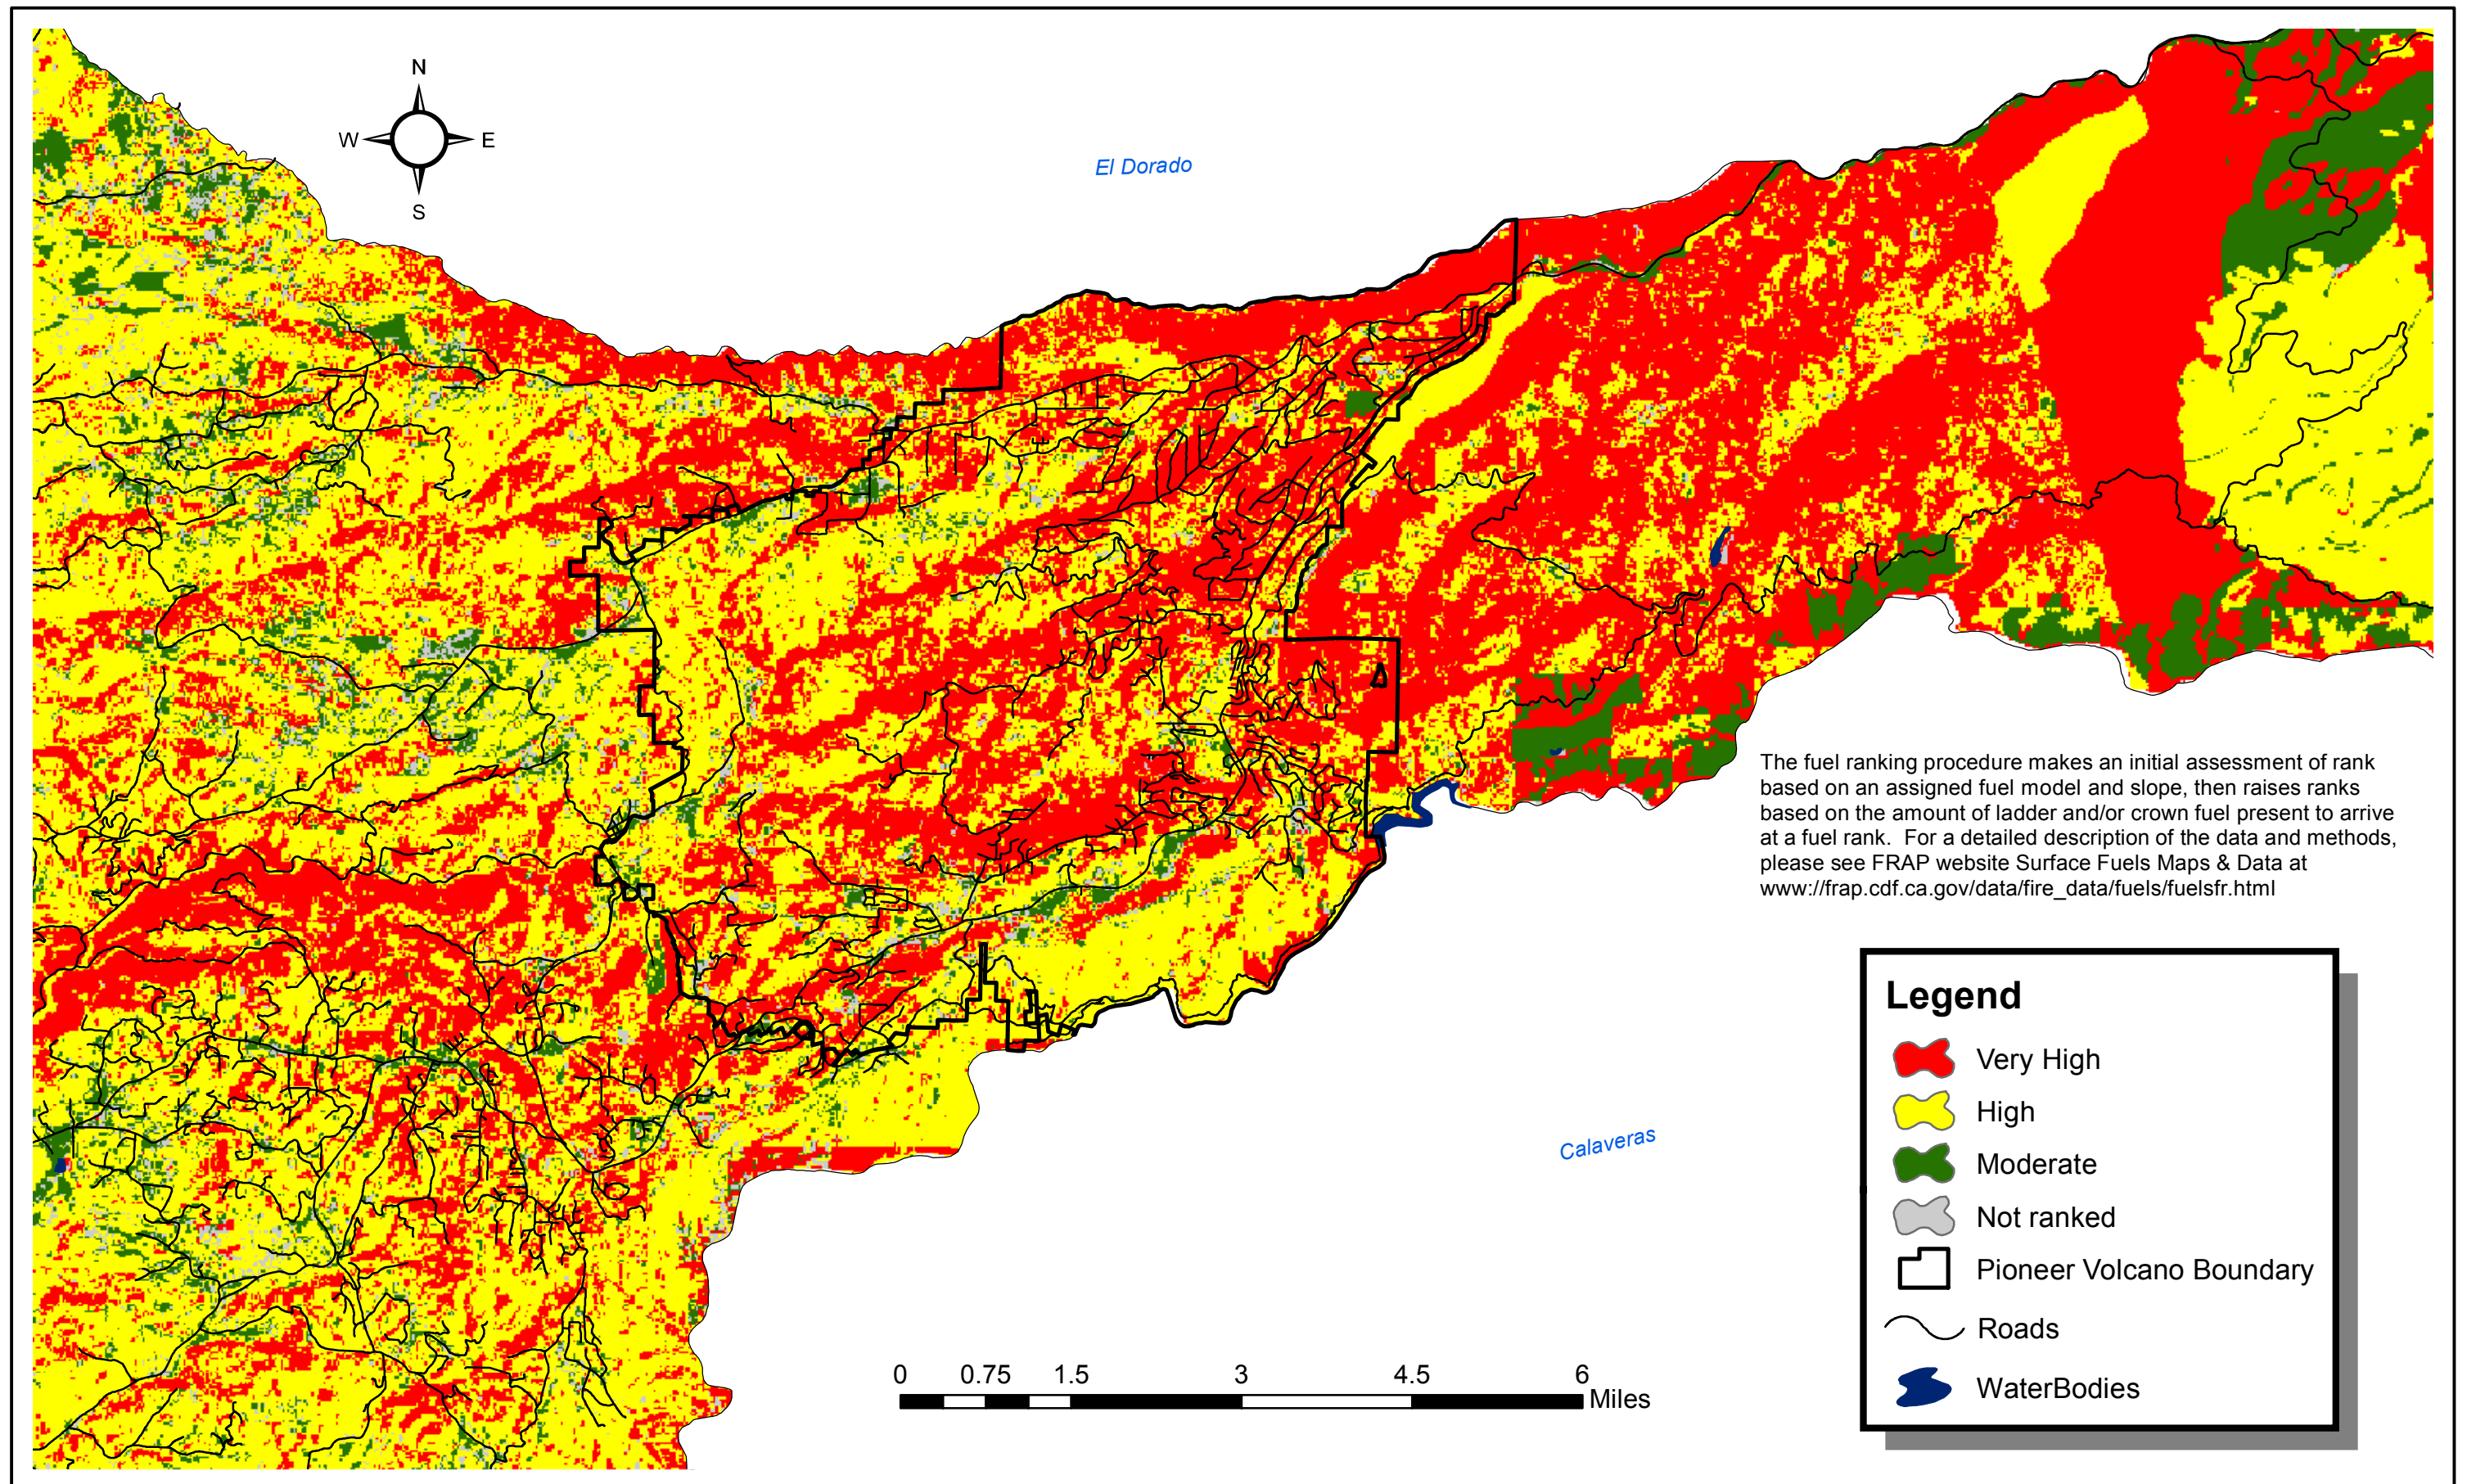 N
W E
S
El Dorado
The fuel ranking procedure makes an initial assessment of rank
based on an assigned fuel model and slope, then raises ranks
based on the amount of ladder and/or crown fuel present to arrive
at a fuel rank.  For a detailed description of the data and methods,
please see FRAP website Surface Fuels Maps & Data at
www://frap.cdf.ca.gov/data/fire_data/fuels/fuelsfr.html
Legend
Very High
High
Moderate
Not ranked
Pioneer Volcano Boundary
Roads
WaterBodies
Calaveras
0 0.75 1.5 3 4.5 6
Miles